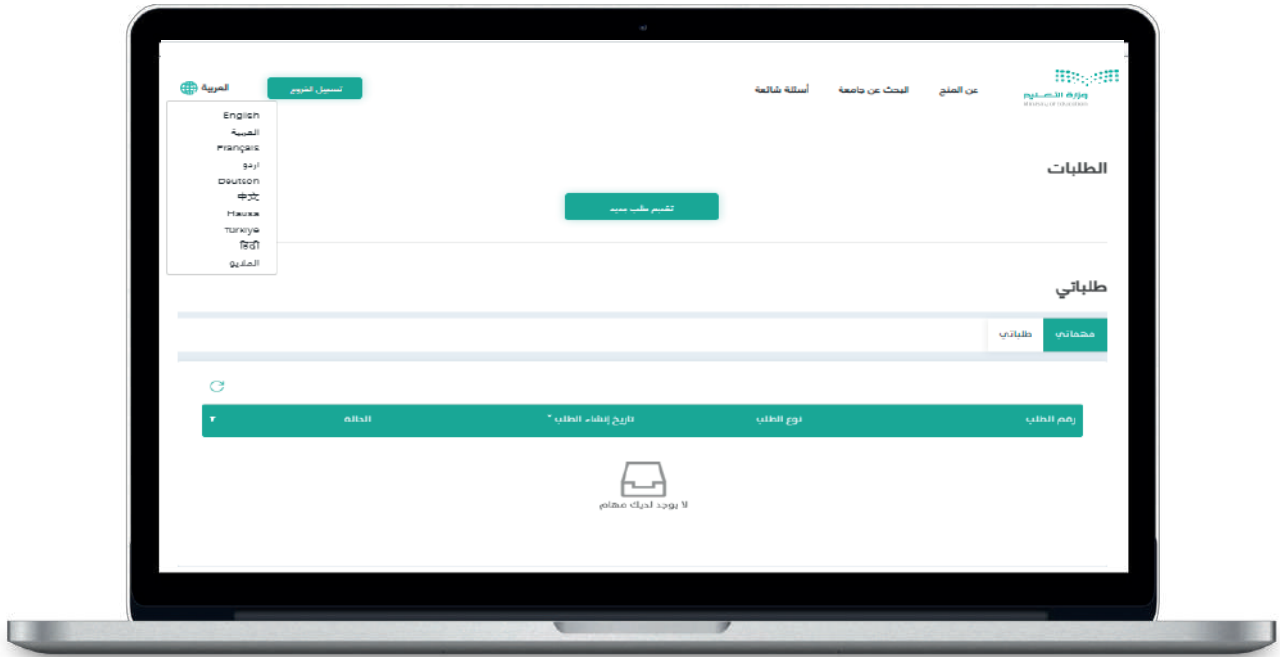 وزارة التعليم
عن المنح
البحث عن جامعة
أسئلة شائعة
تسجيل الخروج
العربية
English
العربية
Français
اردو
Deutsch
中文
Hausa
Türkiye
हिंदी
الملايو
الطلبات
تقديم طلب جديد
طلباتي
مهماتي
طلباتي
رقم الطلب
نوع الطلب
تاريخ إنشاء الطلب
الحالة
لا يوجد لديك مهام